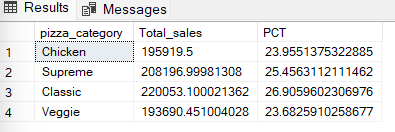 Results Messages
pizza_category Total_sales PCT
1 Chicken 195919.5 23.9551375322885
2 Supreme 208196.99981308 25.4563112111462
3 Classic 220053.100021362 26.9059602306976
4 Veggie 193690.451004028 23.6825910258677